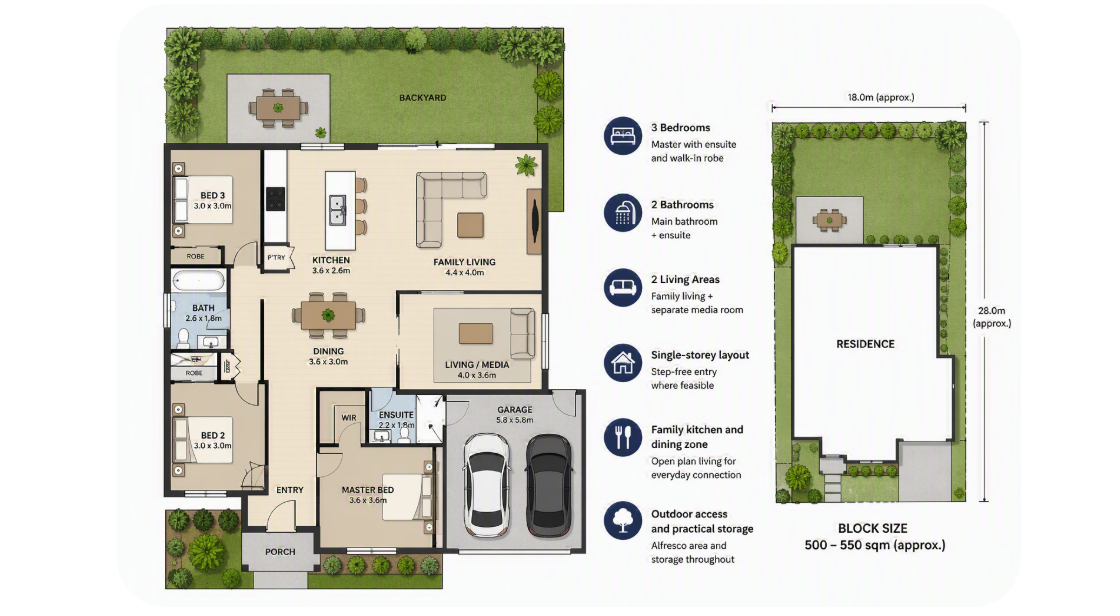 BACKYARD
BED 3
3.0 x 3.0m
ROBE
P'TRY
KITCHEN
3.6 x 2.6m
FAMILY LIVING
4.4 x 4.0m
BATH
2.6 x 1.8m
DINING
3.6 x 3.0m
LIVING / MEDIA
4.0 x 3.6m
ROBE
BED 2
3.0 x 3.0m
WIR
ENSUITE
2.2 x 1.8m
GARAGE
5.8 x 5.8m
ENTRY
MASTER BED
3.6 x 3.6m
PORCH
3 Bedrooms
Master with ensuite
and walk-in robe
2 Bathrooms
Main bathroom
+ ensuite
2 Living Areas
Family living +
separate media room
Single-storey layout
Step-free entry
where feasible
Family kitchen and
dining zone
Open plan living for
everyday connection
Outdoor access
and practical storage
Alfresco area and
storage throughout
18.0m (approx.)
28.0m
(approx.)
RESIDENCE
BLOCK SIZE
500 – 550 sqm (approx.)